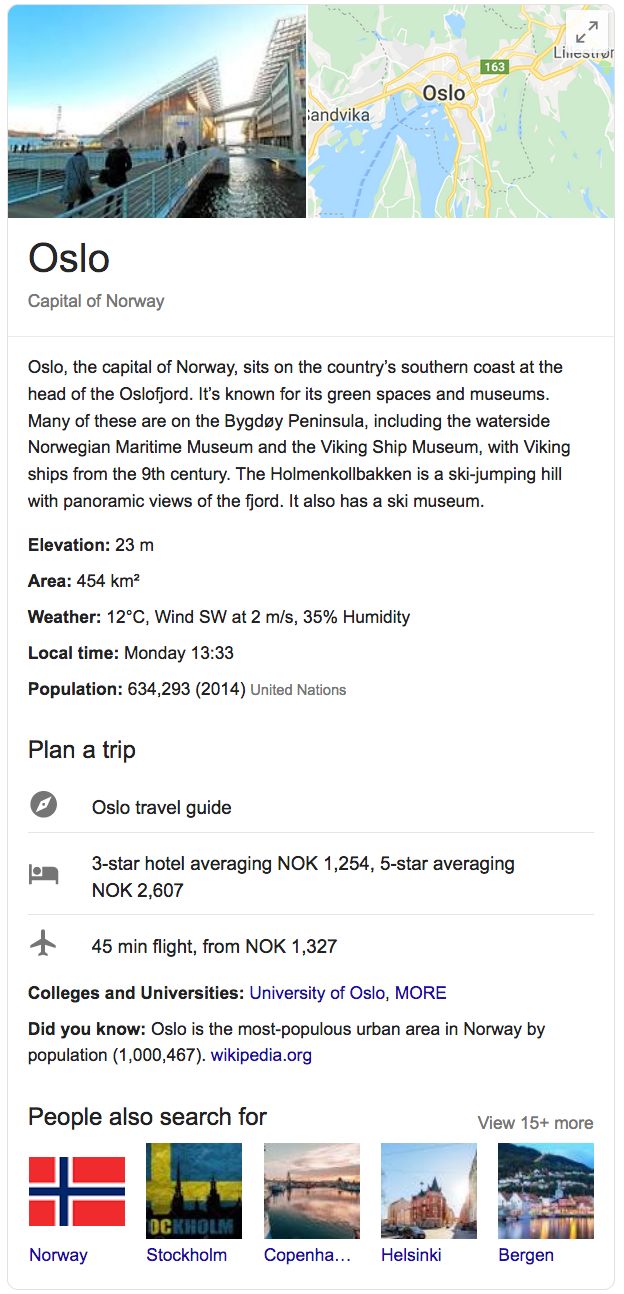 163
Oslo
Oslo
Capital of Norway
Oslo, the capital of Norway, sits on the country’s southern coast at the
head of the Oslofjord. It’s known for its green spaces and museums.
Many of these are on the Bygdøy Peninsula, including the waterside
Norwegian Maritime Museum and the Viking Ship Museum, with Viking
ships from the 9th century. The Holmenkollbakken is a ski-jumping hill
with panoramic views of the fjord. It also has a ski museum.
Elevation: 23 m
Area: 454 km²
Weather: 12°C, Wind SW at 2 m/s, 35% Humidity
Local time: Monday 13:33
Population: 634,293 (2014) United Nations
Plan a trip
Oslo travel guide
3-star hotel averaging NOK 1,254, 5-star averaging
NOK 2,607
45 min flight, from NOK 1,327
Colleges and Universities: University of Oslo, MORE
Did you know: Oslo is the most-populous urban area in Norway by
population (1,000,467). wikipedia.org
People also search for
View 15+ more
OCKHOLM
Norway Stockholm Copenha… Helsinki Bergen